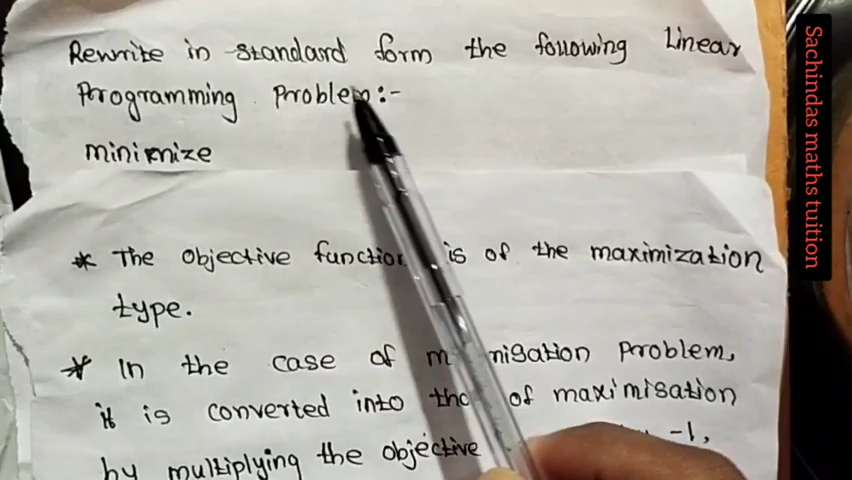 Rewrite in standard form the following Linear
Programming Problem:-
minimize
* The objective function is of the maximization
type.
* In the case of nisation Problem,
it is converted into of maximisation
by multiplying the objective -1,
Sachindas maths tuition